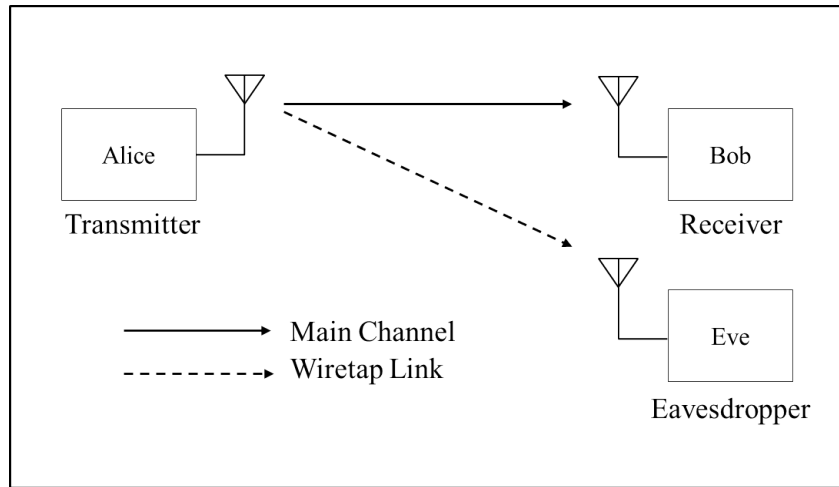 Alice
Bob
Transmitter
Receiver
Main Channel
Eve
Wiretap Link
Eavesdropper